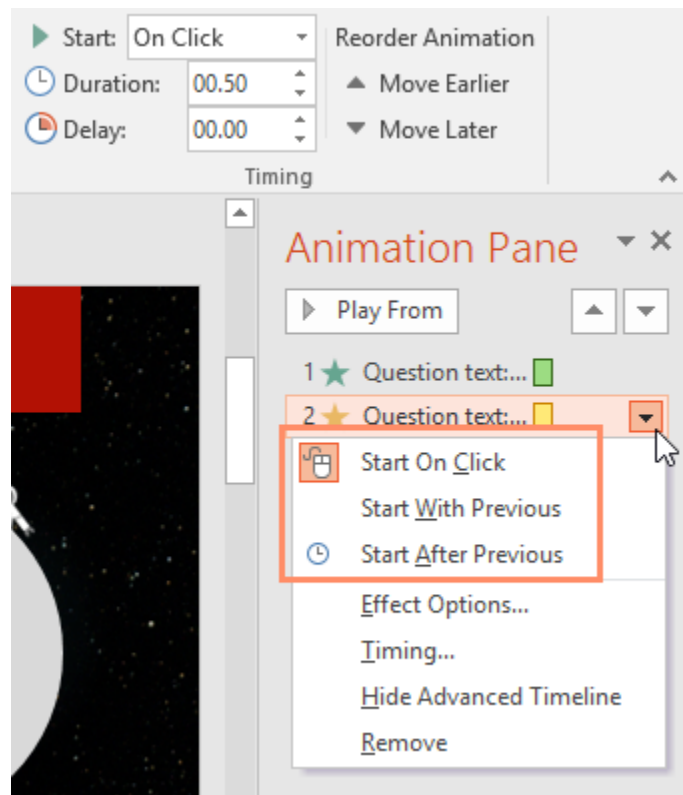 Start: On Click Reorder Animation
Duration: 00.50 Move Earlier
Delay: 00.00 Move Later
Timing
Animation Pane
Play From
1 Question text:...
2 Question text:...
Start On Click
Start With Previous
Start After Previous
Effect Options...
Timing...
Hide Advanced Timeline
Remove